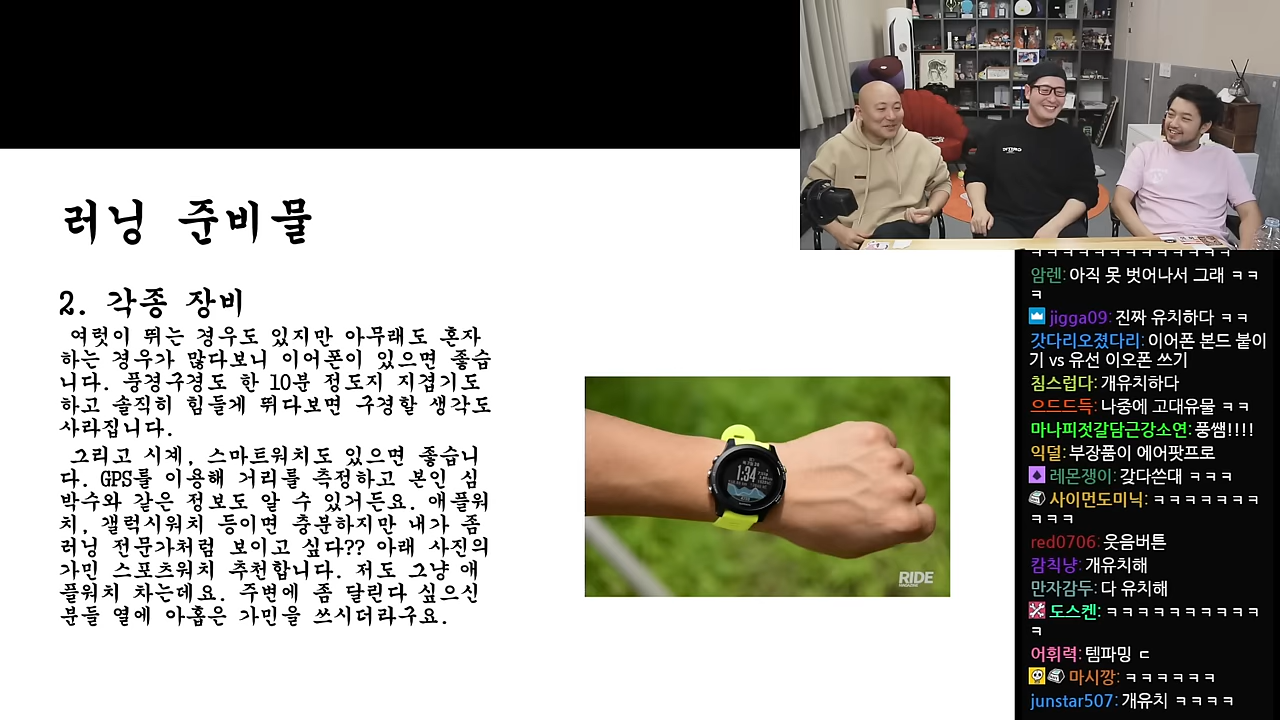 러닝 준비물
2. 각종 장비
여럿이 뛰는 경우도 있지만 아무래도 혼자
하는 경우가 많다보니 이어폰이 있으면 좋습
니다. 풍경구경도 한 10분 정도지 지겹기도
하고 솔직히 힘들게 뛰다보면 구경할 생각도
사라집니다.
그리고 시계, 스마트워치도 있으면 좋습니
다. GPS를 이용해 거리를 측정하고 본인 심
박수와 같은 정보도 알 수 있거든요. 애플워
치, 갤럭시워치 등이면 충분하지만 내가 좀
러닝 전문가처럼 보이고 싶다?? 아래 사진의
가민 스포츠워치 추천합니다. 저도 그냥 애
플워치 차는데요. 주변에 좀 달린다 싶으신
분들 열에 아홉은 가민을 쓰시더라구요.
1:34
RIDE
MAGAZINE
암렌: 아직 못 벗어나서 그래 ㅋㅋ
ㅋ
jigga09: 진짜 유치하다 ㅋㅋ
갓다리오졌다리: 이어폰 본드 붙이
기 vs 유선 이오폰 쓰기
침스럽다: 개유치하다
으드드득: 나중에 고대유물 ㅋㅋ
마나피젓갈담근강소연: 풍쌤!!!!
익덜: 부장품이 에어팟프로
레몬쟁이: 갖다쓴대 ㅋㅋㅋ
사이먼도미닉: ㅋㅋㅋㅋㅋㅋㅋ
ㅋㅋㅋ
red0706: 웃음버튼
캄칙냥: 개유치해
만자감두: 다 유치해
도스켄: ㅋㅋㅋㅋㅋㅋㅋㅋㅋㅋㅋ
ㅋ
어휘력: 템파밍 ㄷ
마시깡: ㅋㅋㅋㅋㅋㅋ
junstar507: 개유치 ㅋㅋㅋㅋ